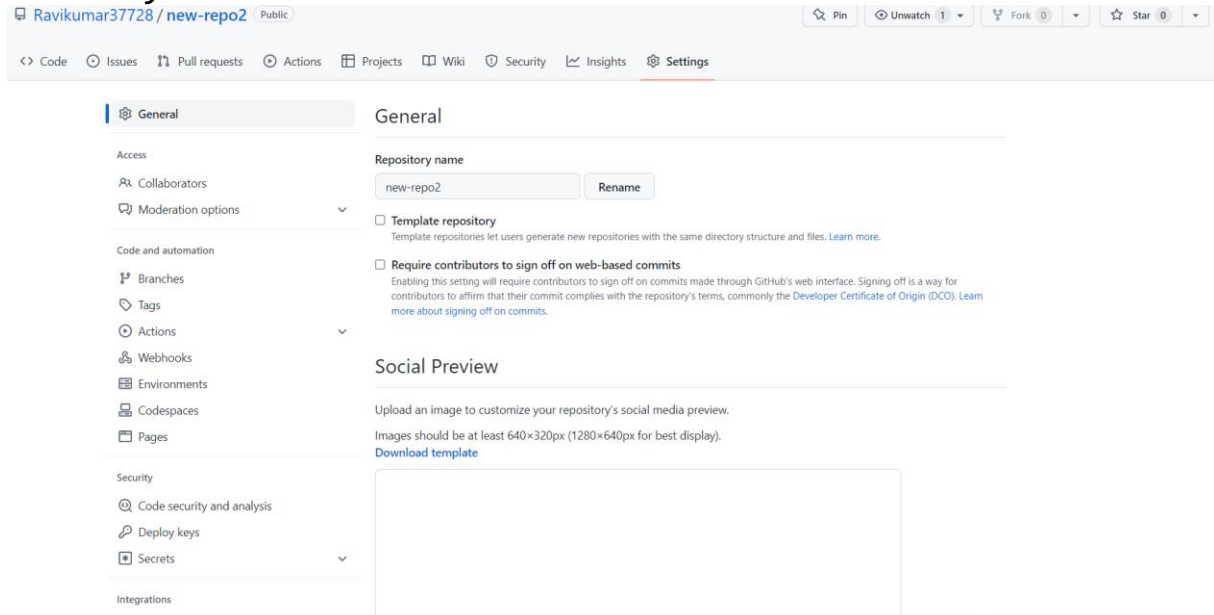 Ravikumar37728 / new-repo2 Public
Pin
Unwatch 1
Fork 0
Star 0
<> Code
Issues
Pull requests
Actions
Projects
Wiki
Security
Insights
Settings
General
Access
Collaborators
Moderation options
Code and automation
Branches
Tags
Actions
Webhooks
Environments
Codespaces
Pages
Security
Code security and analysis
Deploy keys
Secrets
Integrations
General
Repository name
new-repo2
Rename
Template repository
Template repositories let users generate new repositories with the same directory structure and files. Learn more.
Require contributors to sign off on web-based commits
Enabling this setting will require contributors to sign off on commits made through GitHub's web interface. Signing off is a way for
contributors to affirm that their commit complies with the repository's terms, commonly the Developer Certificate of Origin (DCO). Learn
more about signing off on commits.
Social Preview
Upload an image to customize your repository's social media preview.
Images should be at least 640×320px (1280×640px for best display).
Download template